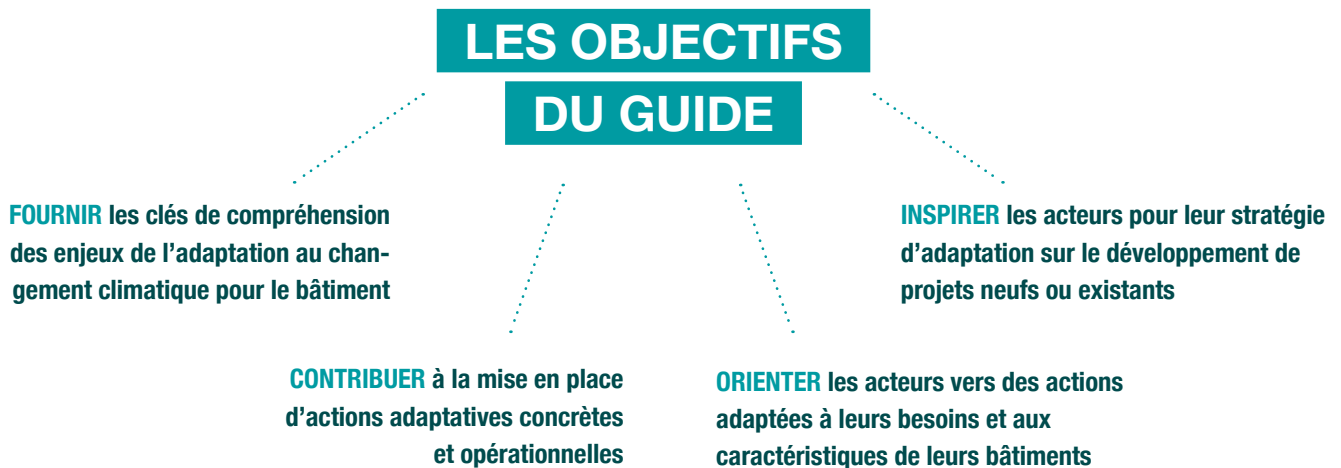 LES OBJECTIFS
DU GUIDE
FOURNIR les clés de compréhension
des enjeux de l’adaptation au chan-
gement climatique pour le bâtiment
CONTRIBUER à la mise en place
d’actions adaptatives concrètes
et opérationnelles
ORIENTER les acteurs vers des actions
adaptées à leurs besoins et aux
caractéristiques de leurs bâtiments
INSPIRER les acteurs pour leur stratégie
d’adaptation sur le développement de
projets neufs ou existants